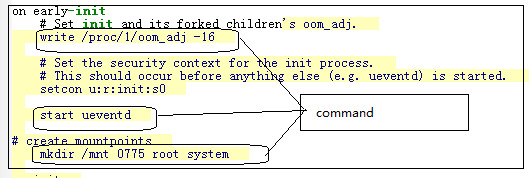 on early-init
# Set init and its forked children's oom_adj.
write /proc/1/oom_adj -16
# Set the security context for the init process.
# This should occur before anything else (e.g. ueventd) is started.
setcon u:r:init:s0
start ueventd
command
# create mountpoints
mkdir /mnt 0775 root system